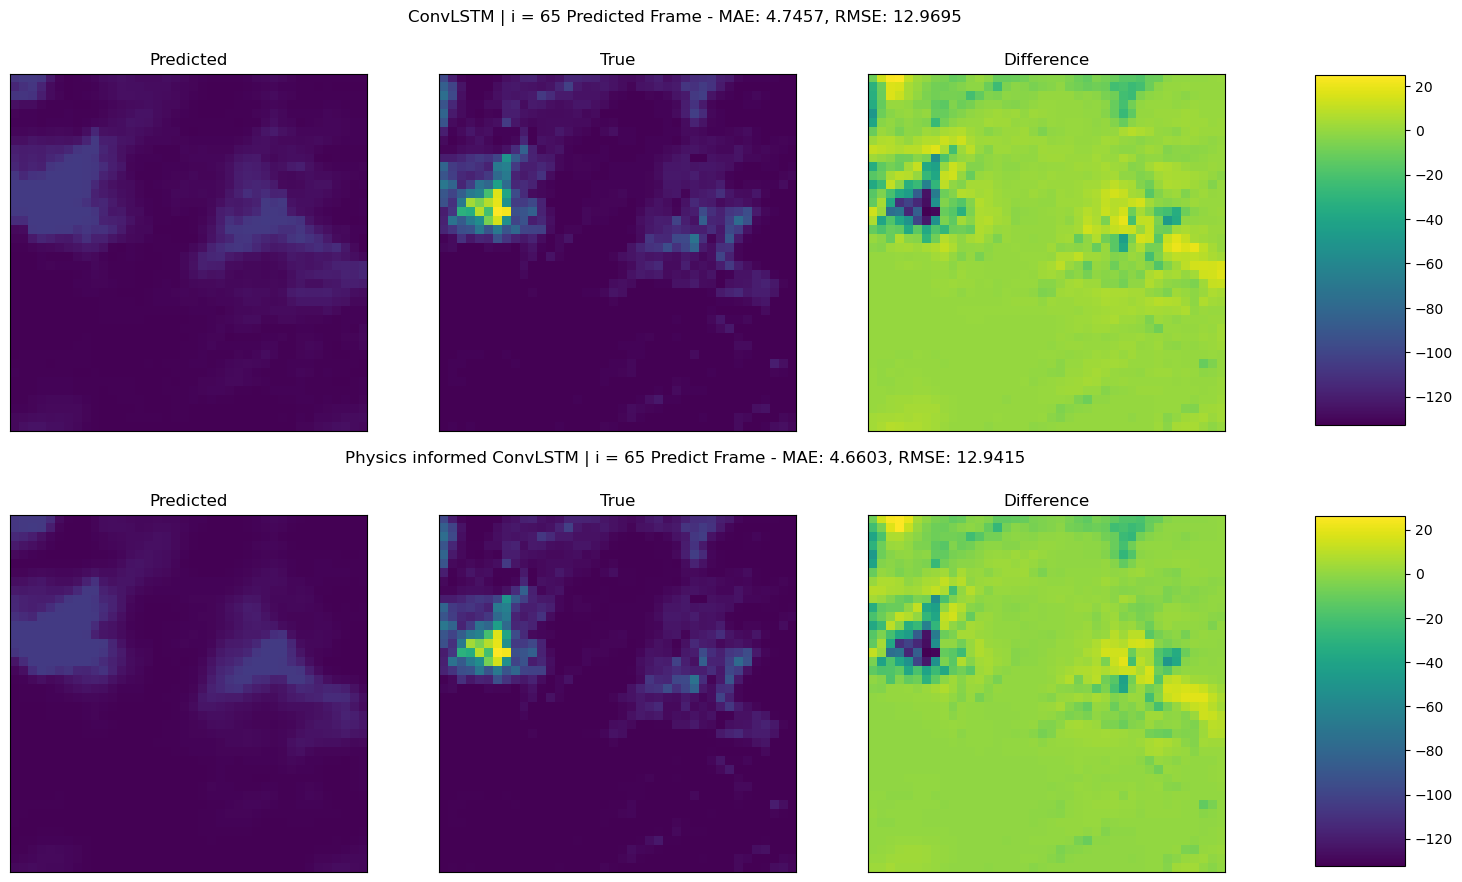 ConvLSTM | i = 65 Predicted Frame - MAE: 4.7457, RMSE: 12.9695
Predicted
True
Difference
20
0
−20
−40
−60
−80
−100
−120
Physics informed ConvLSTM | i = 65 Predict Frame - MAE: 4.6603, RMSE: 12.9415
Predicted
True
Difference
20
0
−20
−40
−60
−80
−100
−120